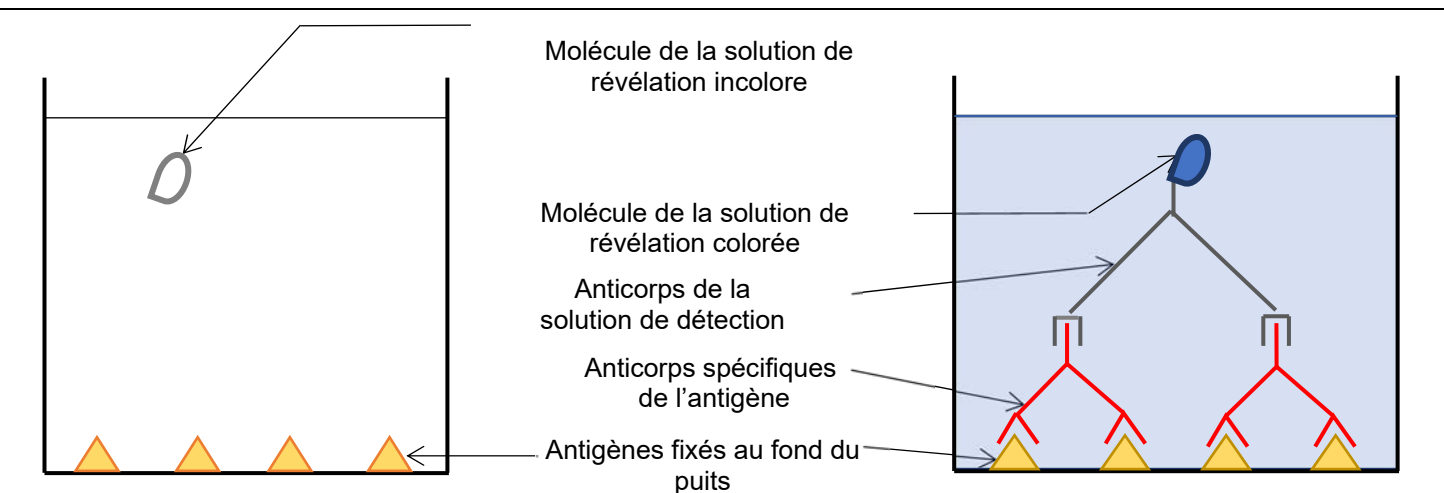 Molécule de la solution de
révélation incolore
Molécule de la solution de
révélation colorée
Anticorps de la
solution de détection
Anticorps spécifiques
de l’antigène
Antigènes fixés au fond du
puits